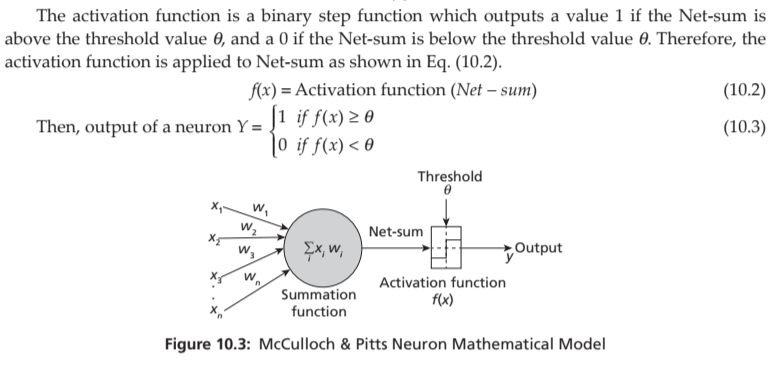 The activation function is a binary step function which outputs a value 1 if the Net-sum is
above the threshold value θ, and a 0 if the Net-sum is below the threshold value θ. Therefore, the
activation function is applied to Net-sum as shown in Eq. (10.2).
f(x) = Activation function (Net – sum) (10.2)
Then, output of a neuron Y = {1 if f(x) ≥ θ
0 if f(x) < θ (10.3)
Threshold
θ
x₁ w₁
x₂ w₂
w₃
x₃ wₙ
.
.
xₙ
Σxᵢ wᵢ
i
Net-sum
Output
y
Summation
function
Activation function
f(x)
Figure 10.3: McCulloch & Pitts Neuron Mathematical Model